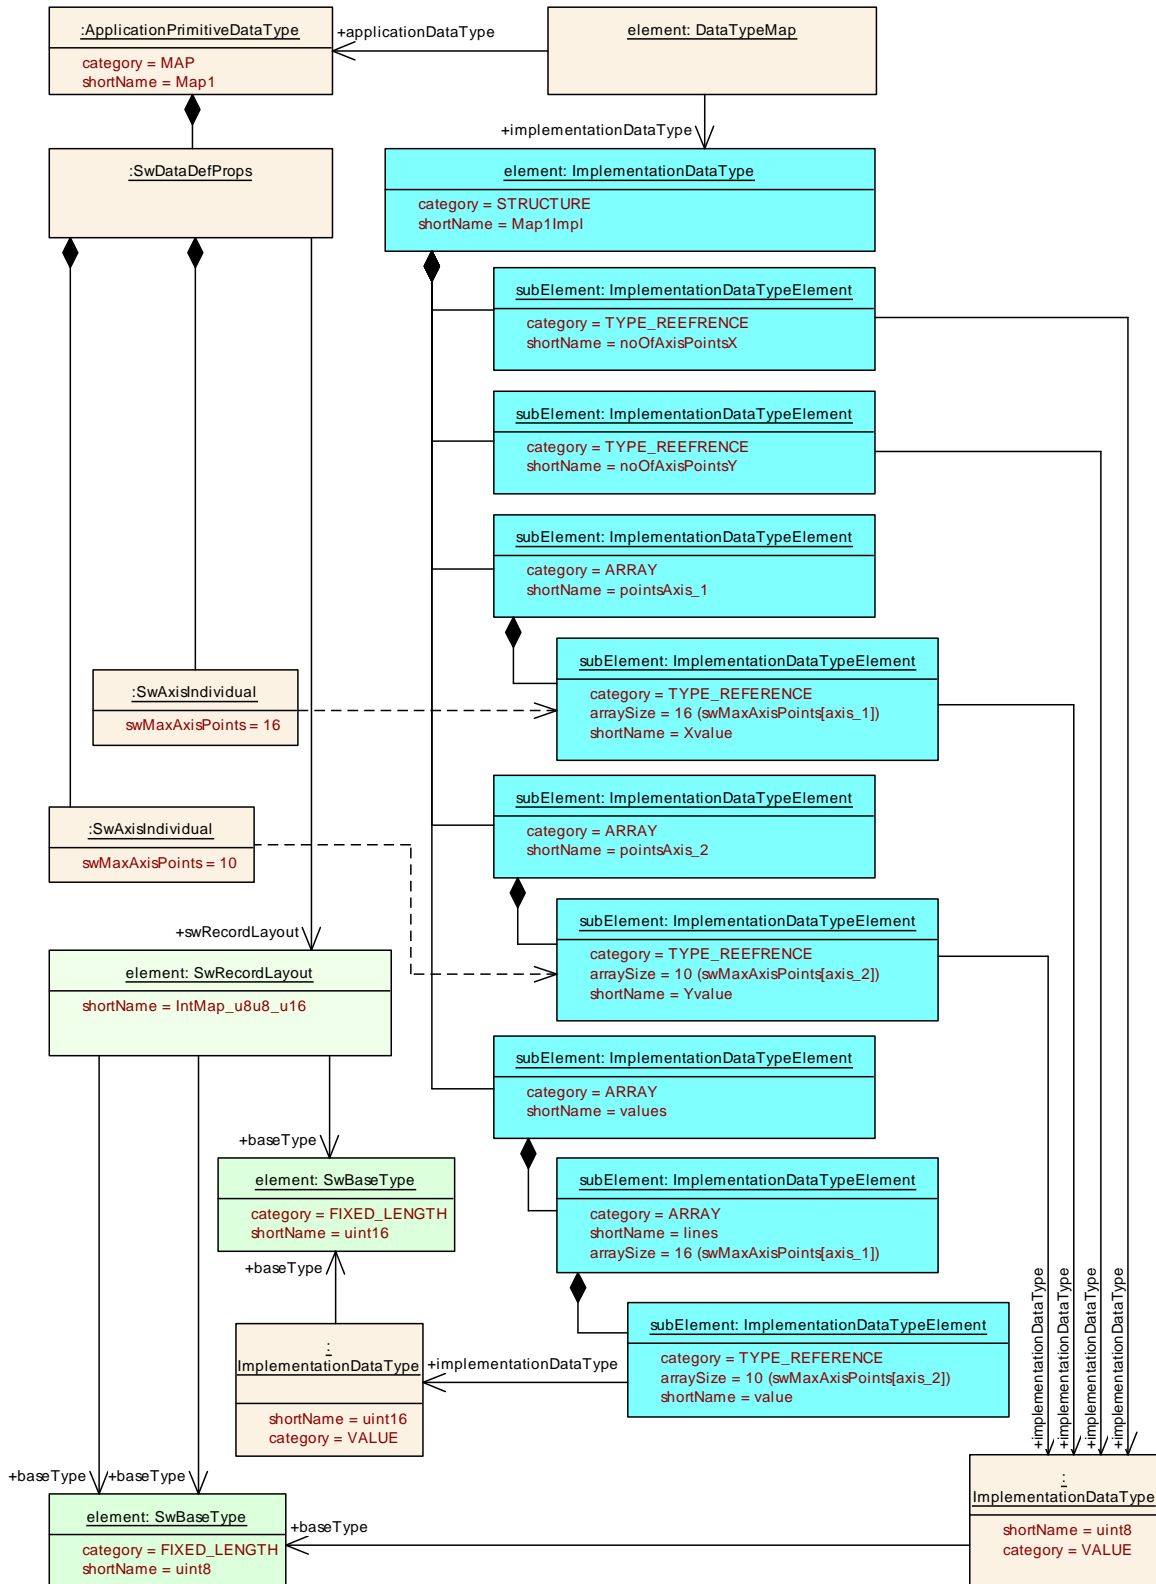 :ApplicationPrimitiveDataType
category = MAP
shortName = Map1
+applicationDataType
element: DataTypeMap
+implementationDataType
:SwDataDefProps
element: ImplementationDataType
category = STRUCTURE
shortName = Map1Impl
subElement: ImplementationDataTypeElement
category = TYPE_REEFRENCE
shortName = noOfAxisPointsX
subElement: ImplementationDataTypeElement
category = TYPE_REEFRENCE
shortName = noOfAxisPointsY
subElement: ImplementationDataTypeElement
category = ARRAY
shortName = pointsAxis_1
subElement: ImplementationDataTypeElement
category = TYPE_REFERENCE
arraySize = 16 (swMaxAxisPoints[axis_1])
shortName = Xvalue
:SwAxisIndividual
swMaxAxisPoints = 16
subElement: ImplementationDataTypeElement
category = ARRAY
shortName = pointsAxis_2
:SwAxisIndividual
swMaxAxisPoints = 10
subElement: ImplementationDataTypeElement
category = TYPE_REEFRENCE
arraySize = 10 (swMaxAxisPoints[axis_2])
shortName = Yvalue
+swRecordLayout
element: SwRecordLayout
shortName = IntMap_u8u8_u16
subElement: ImplementationDataTypeElement
category = ARRAY
shortName = values
+baseType
element: SwBaseType
category = FIXED_LENGTH
shortName = uint16
subElement: ImplementationDataTypeElement
category = ARRAY
shortName = lines
arraySize = 16 (swMaxAxisPoints[axis_1])
+baseType
subElement: ImplementationDataTypeElement
category = TYPE_REFERENCE
arraySize = 10 (swMaxAxisPoints[axis_2])
shortName = value
:
ImplementationDataType
shortName = uint16
category = VALUE
+implementationDataType
+implementationDataType
+implementationDataType
+implementationDataType
+implementationDataType
+baseType
+baseType
element: SwBaseType
category = FIXED_LENGTH
shortName = uint8
+baseType
:
ImplementationDataType
shortName = uint8
category = VALUE